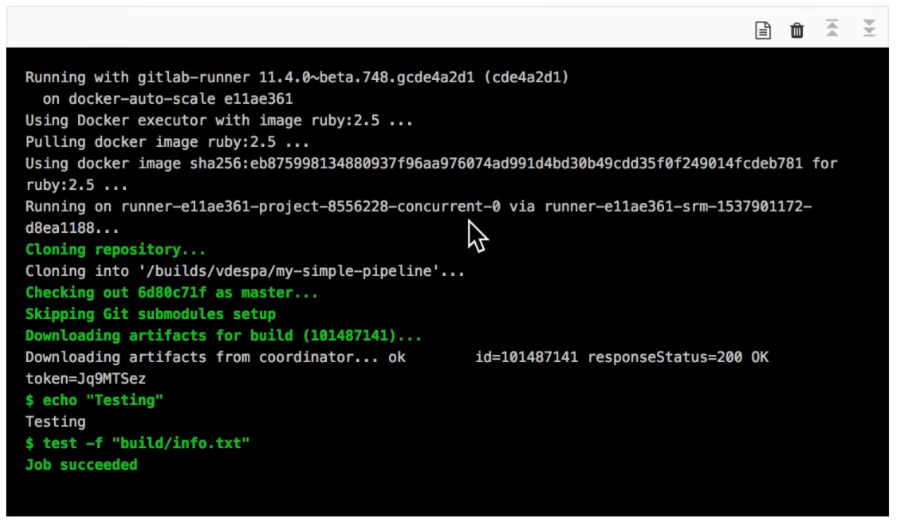 Running with gitlab-runner 11.4.0~beta.748.gcde4a2d1 (cde4a2d1)
  on docker-auto-scale e11ae361
Using Docker executor with image ruby:2.5 ...
Pulling docker image ruby:2.5 ...
Using docker image sha256:eb875998134880937f96aa976074ad991d4bd30b49cdd35f0f249014fcdeb781 for
ruby:2.5 ...
Running on runner-e11ae361-project-8556228-concurrent-0 via runner-e11ae361-srm-1537901172-
d8ea1188...
Cloning repository...
Cloning into '/builds/vdespa/my-simple-pipeline'...
Checking out 6d80c71f as master...
Skipping Git submodules setup
Downloading artifacts for build (101487141)...
Downloading artifacts from coordinator... ok        id=101487141 responseStatus=200 OK
token=Jq9MTSez
$ echo "Testing"
Testing
$ test -f "build/info.txt"
Job succeeded